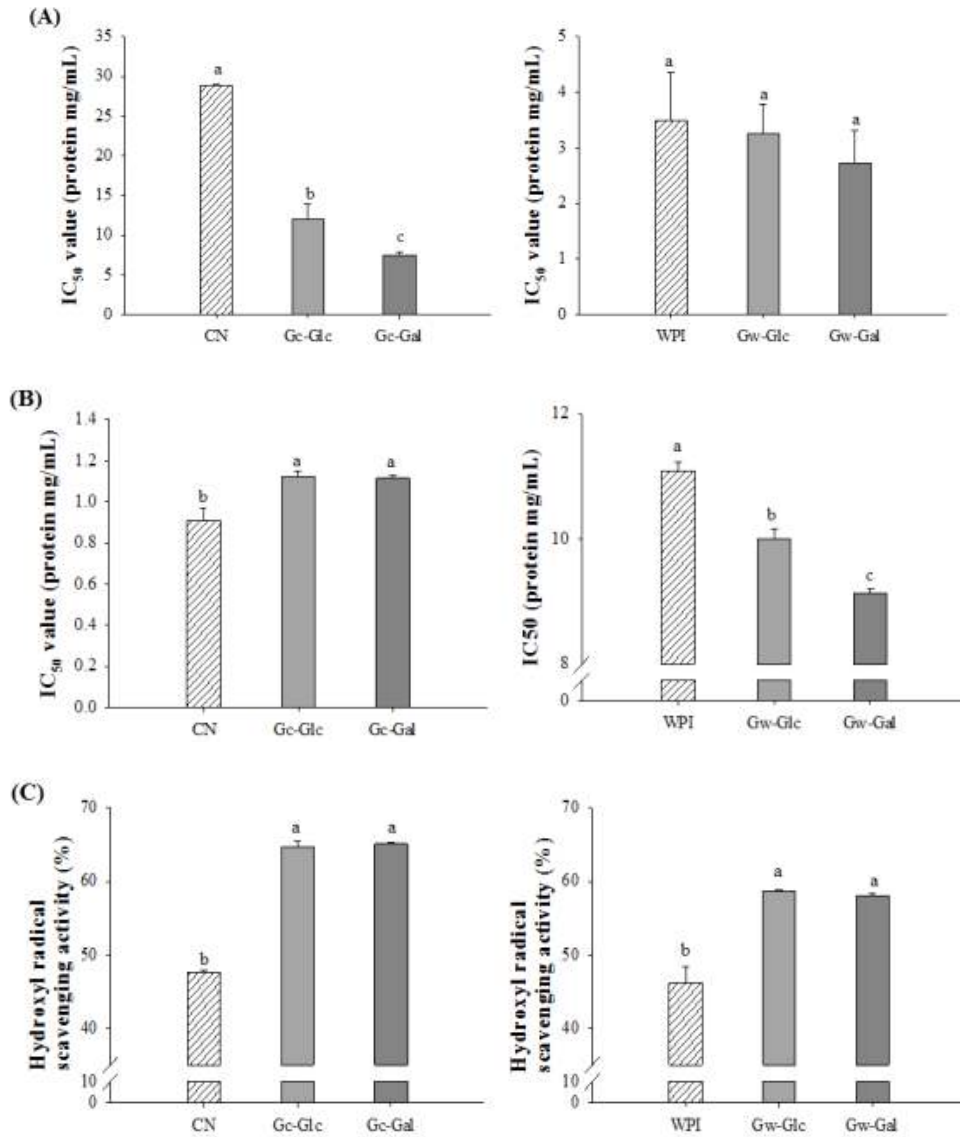 (A)
IC50 value (protein mg/mL)
35
30
25
20
15
10
5
0
a
b
c
CN
Gc-Glc
Gc-Gal
IC50 value (protein mg/mL)
5
4
3
2
1
0
a
a
a
WPI
Gw-Glc
Gw-Gal
(B)
IC50 value (protein mg/mL)
1.4
1.2
1.0
0.8
0.6
0.4
0.2
0.0
b
a
a
CN
Gc-Glc
Gc-Gal
IC50 (protein mg/mL)
12
10
8
0
a
b
c
WPI
Gw-Glc
Gw-Gal
(C)
Hydroxyl radical
scavenging activity (%)
70
60
50
40
10
0
b
a
a
CN
Gc-Glc
Gc-Gal
Hydroxyl radical
scavenging activity (%)
70
60
50
40
10
0
b
a
a
WPI
Gw-Glc
Gw-Gal